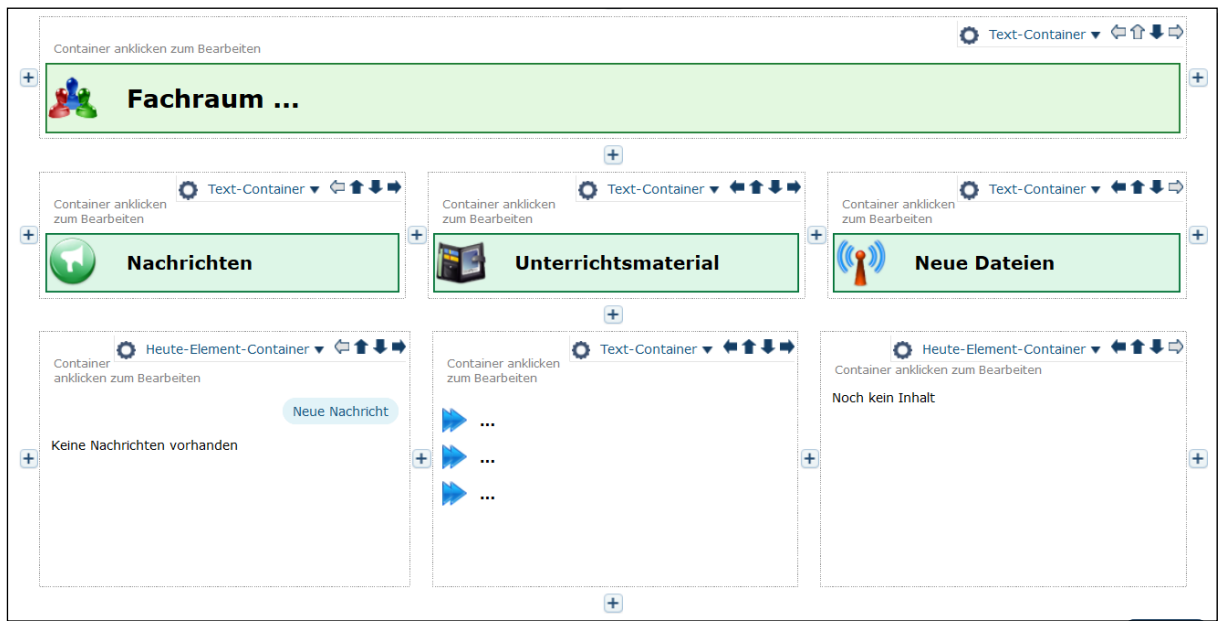 Text-Container
Container anklicken zum Bearbeiten
Fachraum ...
Text-Container
Container anklicken
zum Bearbeiten
Nachrichten
Text-Container
Container anklicken
zum Bearbeiten
Unterrichtsmaterial
Text-Container
Container anklicken
zum Bearbeiten
Neue Dateien
Heute-Element-Container
Container
anklicken zum Bearbeiten
Neue Nachricht
Keine Nachrichten vorhanden
Text-Container
Container anklicken
zum Bearbeiten
...
...
...
Heute-Element-Container
Container anklicken zum Bearbeiten
Noch kein Inhalt